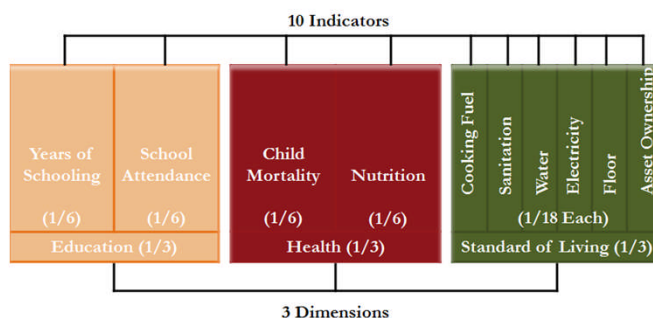 10 Indicators
Years of
Schooling
(1/6)
School
Attendance
(1/6)
Education (1/3)
Child
Mortality
(1/6)
Nutrition
(1/6)
Health (1/3)
Cooking Fuel
Sanitation
Water
Electricity
Floor
Asset Ownership
(1/18 Each)
Standard of Living (1/3)
3 Dimensions